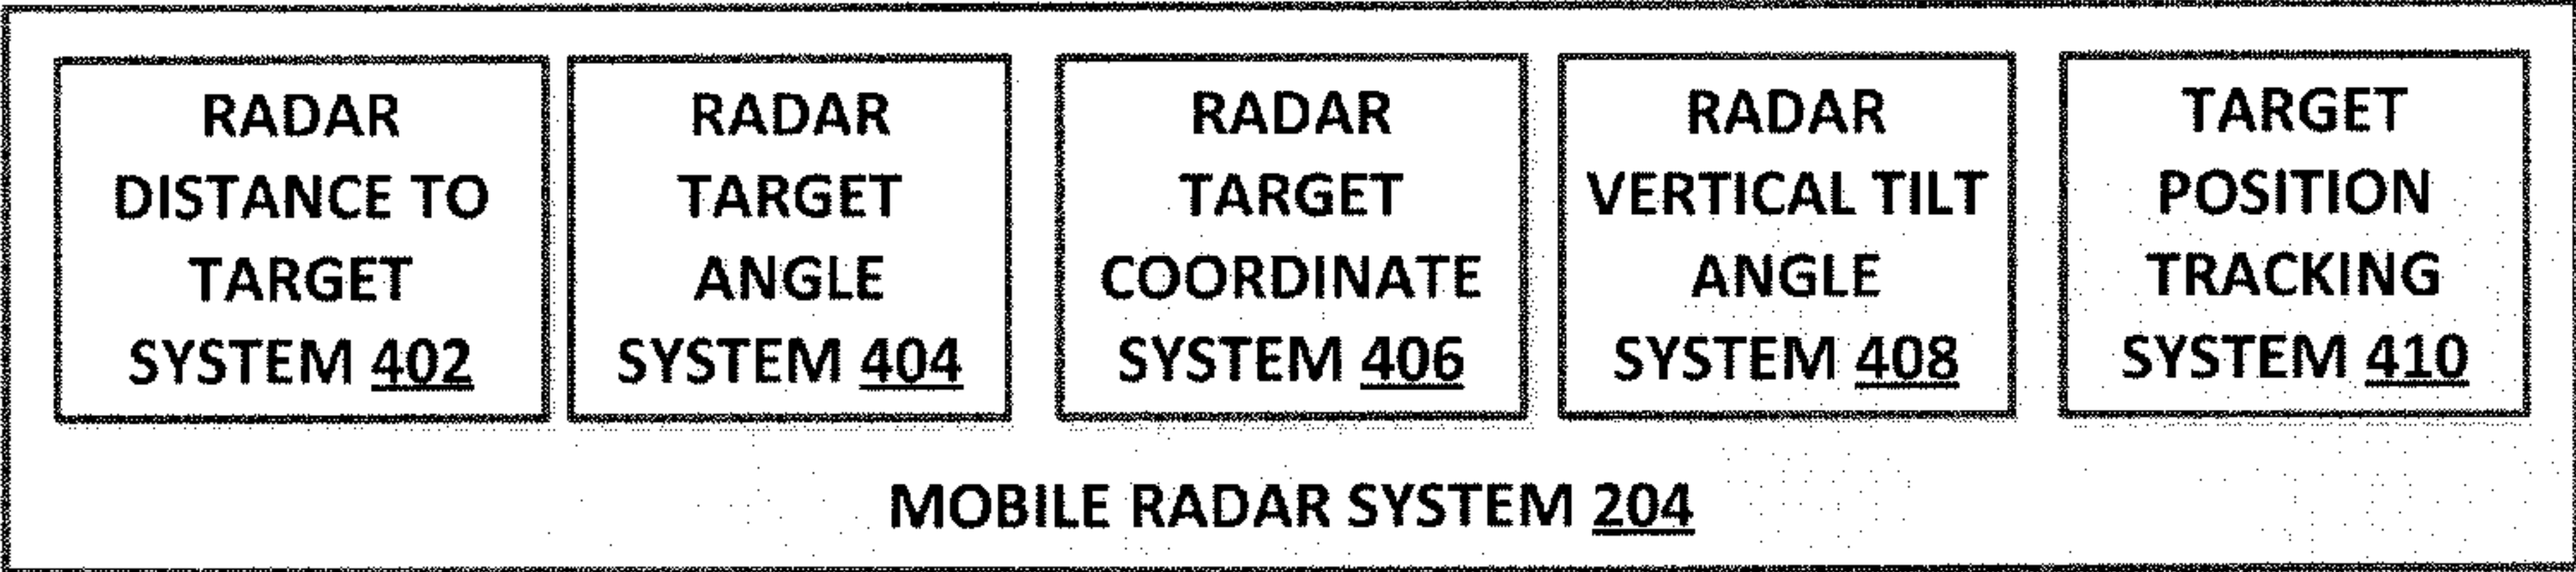 RADAR
DISTANCE TO
TARGET
SYSTEM 402
RADAR
TARGET
ANGLE
SYSTEM 404
RADAR
TARGET
COORDINATE
SYSTEM 406
RADAR
VERTICAL TILT
ANGLE
SYSTEM 408
TARGET
POSITION
TRACKING
SYSTEM 410
MOBILE RADAR SYSTEM 204